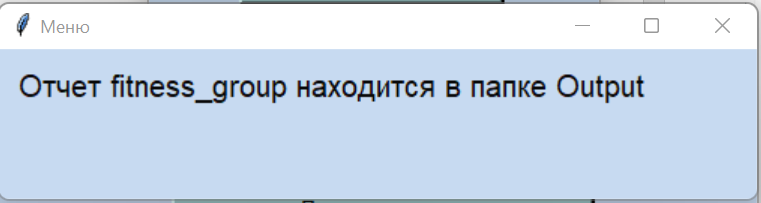 Меню
Отчет fitness_group находится в папке Output